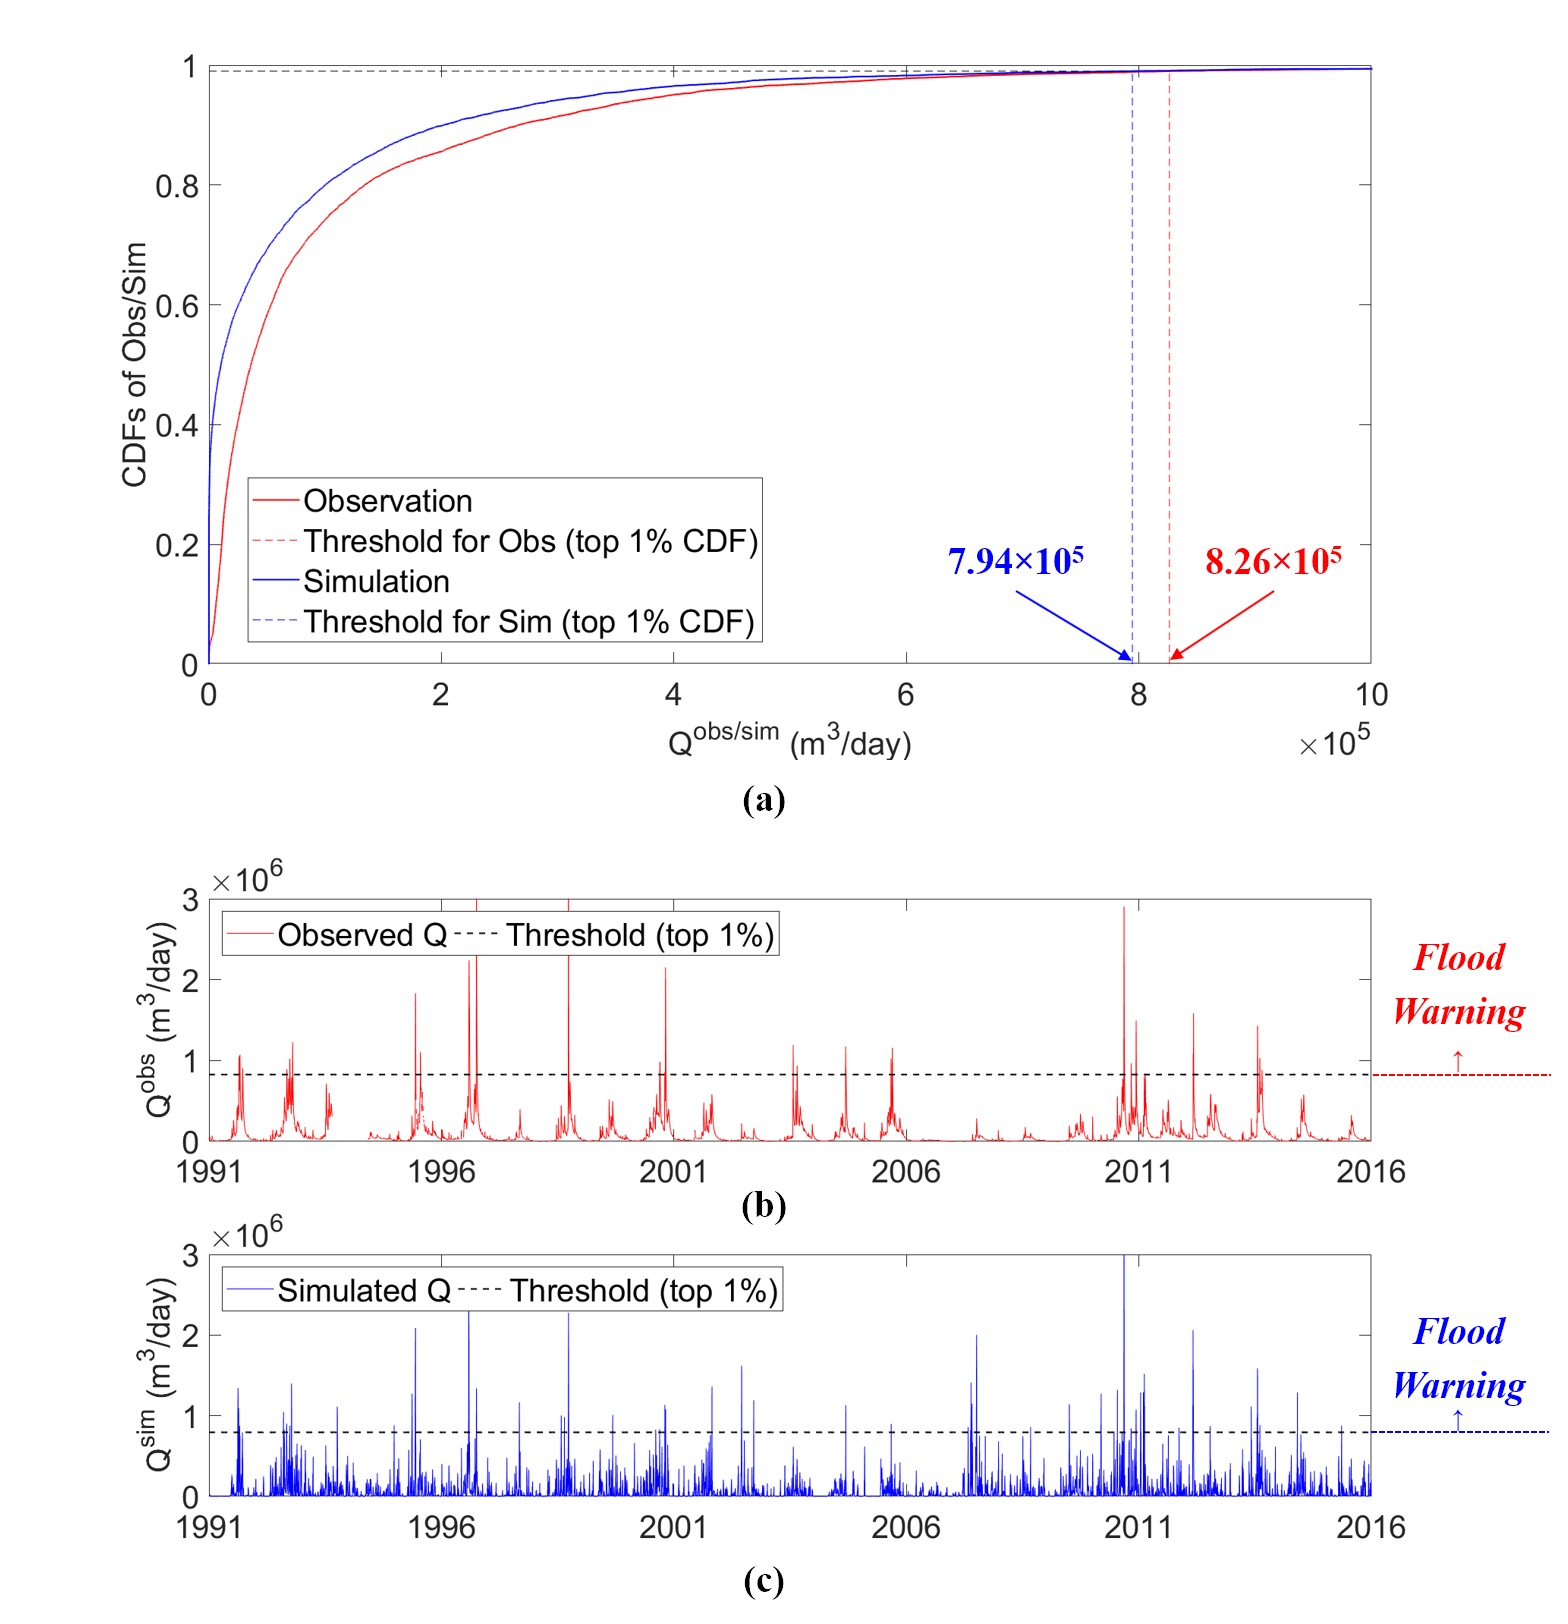 1
0.8
0.6
0.4
0.2
0
CDFs of Obs/Sim
Observation
Threshold for Obs (top 1% CDF)
Simulation
Threshold for Sim (top 1% CDF)
7.94×10⁵
8.26×10⁵
0 2 4 6 8 10
Q^obs/sim (m³/day)
×10⁵
(a)
×10⁶
3
2
1
0
Q^obs (m³/day)
Observed Q Threshold (top 1%)
Flood
Warning
↑
1991 1996 2001 2006 2011 2016
(b)
×10⁶
3
2
1
0
Q^sim (m³/day)
Simulated Q Threshold (top 1%)
Flood
Warning
↑
1991 1996 2001 2006 2011 2016
(c)